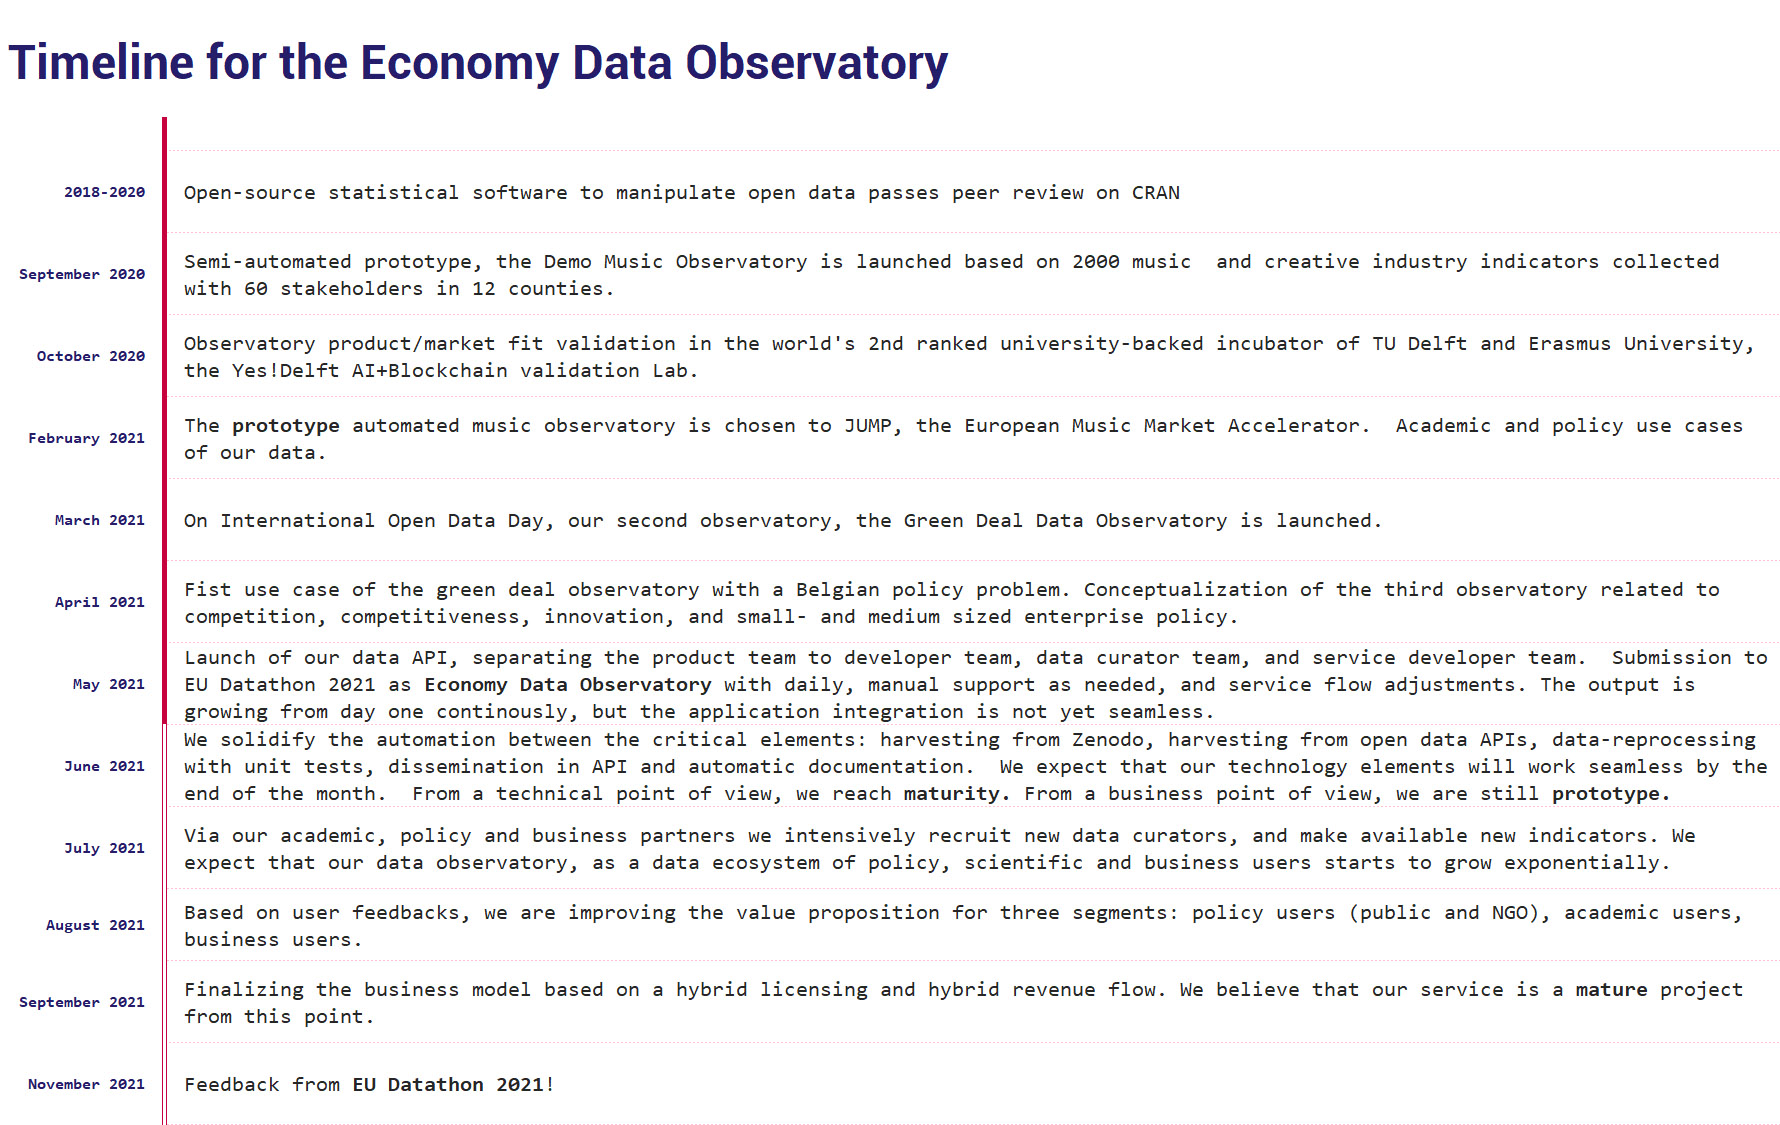 Timeline for the Economy Data Observatory
2018-2020
Open-source statistical software to manipulate open data passes peer review on CRAN
September 2020
Semi-automated prototype, the Demo Music Observatory is launched based on 2000 music  and creative industry indicators collected
with 60 stakeholders in 12 counties.
October 2020
Observatory product/market fit validation in the world's 2nd ranked university-backed incubator of TU Delft and Erasmus University,
the Yes!Delft AI+Blockchain validation Lab.
February 2021
The prototype automated music observatory is chosen to JUMP, the European Music Market Accelerator.  Academic and policy use cases
of our data.
March 2021
On International Open Data Day, our second observatory, the Green Deal Data Observatory is launched.
April 2021
Fist use case of the green deal observatory with a Belgian policy problem. Conceptualization of the third observatory related to
competition, competitiveness, innovation, and small- and medium sized enterprise policy.
May 2021
Launch of our data API, separating the product team to developer team, data curator team, and service developer team.  Submission to
EU Datathon 2021 as Economy Data Observatory with daily, manual support as needed, and service flow adjustments. The output is
growing from day one continously, but the application integration is not yet seamless.
June 2021
We solidify the automation between the critical elements: harvesting from Zenodo, harvesting from open data APIs, data-reprocessing
with unit tests, dissemination in API and automatic documentation.  We expect that our technology elements will work seamless by the
end of the month.  From a technical point of view, we reach maturity. From a business point of view, we are still prototype.
July 2021
Via our academic, policy and business partners we intensively recruit new data curators, and make available new indicators. We
expect that our data observatory, as a data ecosystem of policy, scientific and business users starts to grow exponentially.
August 2021
Based on user feedbacks, we are improving the value proposition for three segments: policy users (public and NGO), academic users,
business users.
September 2021
Finalizing the business model based on a hybrid licensing and hybrid revenue flow. We believe that our service is a mature project
from this point.
November 2021
Feedback from EU Datathon 2021!